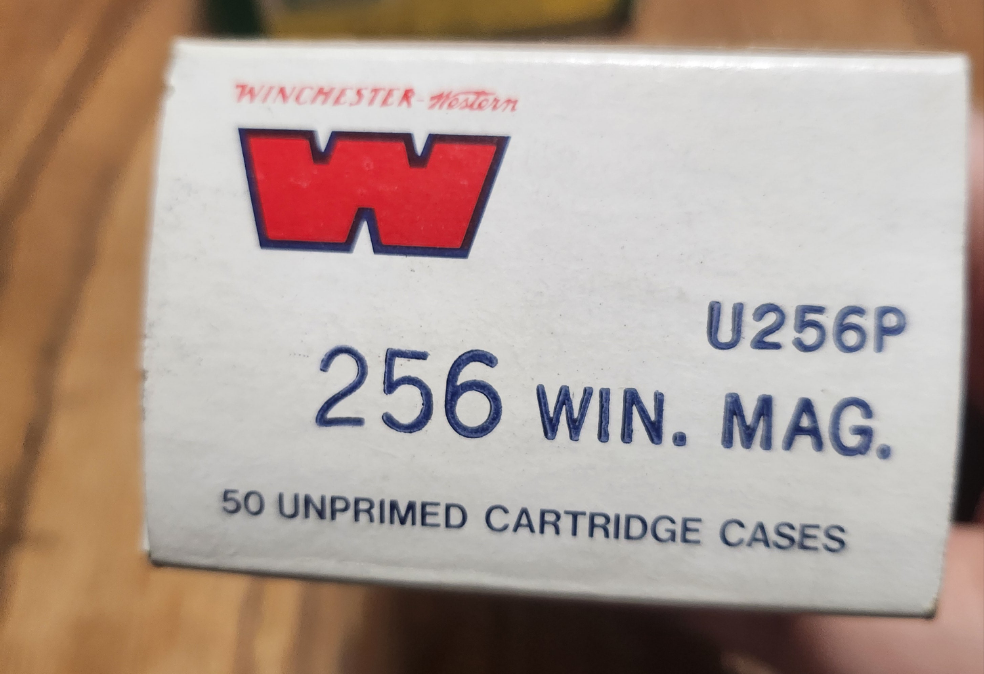 WINCHESTER-Western
W
U256P
256 WIN. MAG.
50 UNPRIMED CARTRIDGE CASES